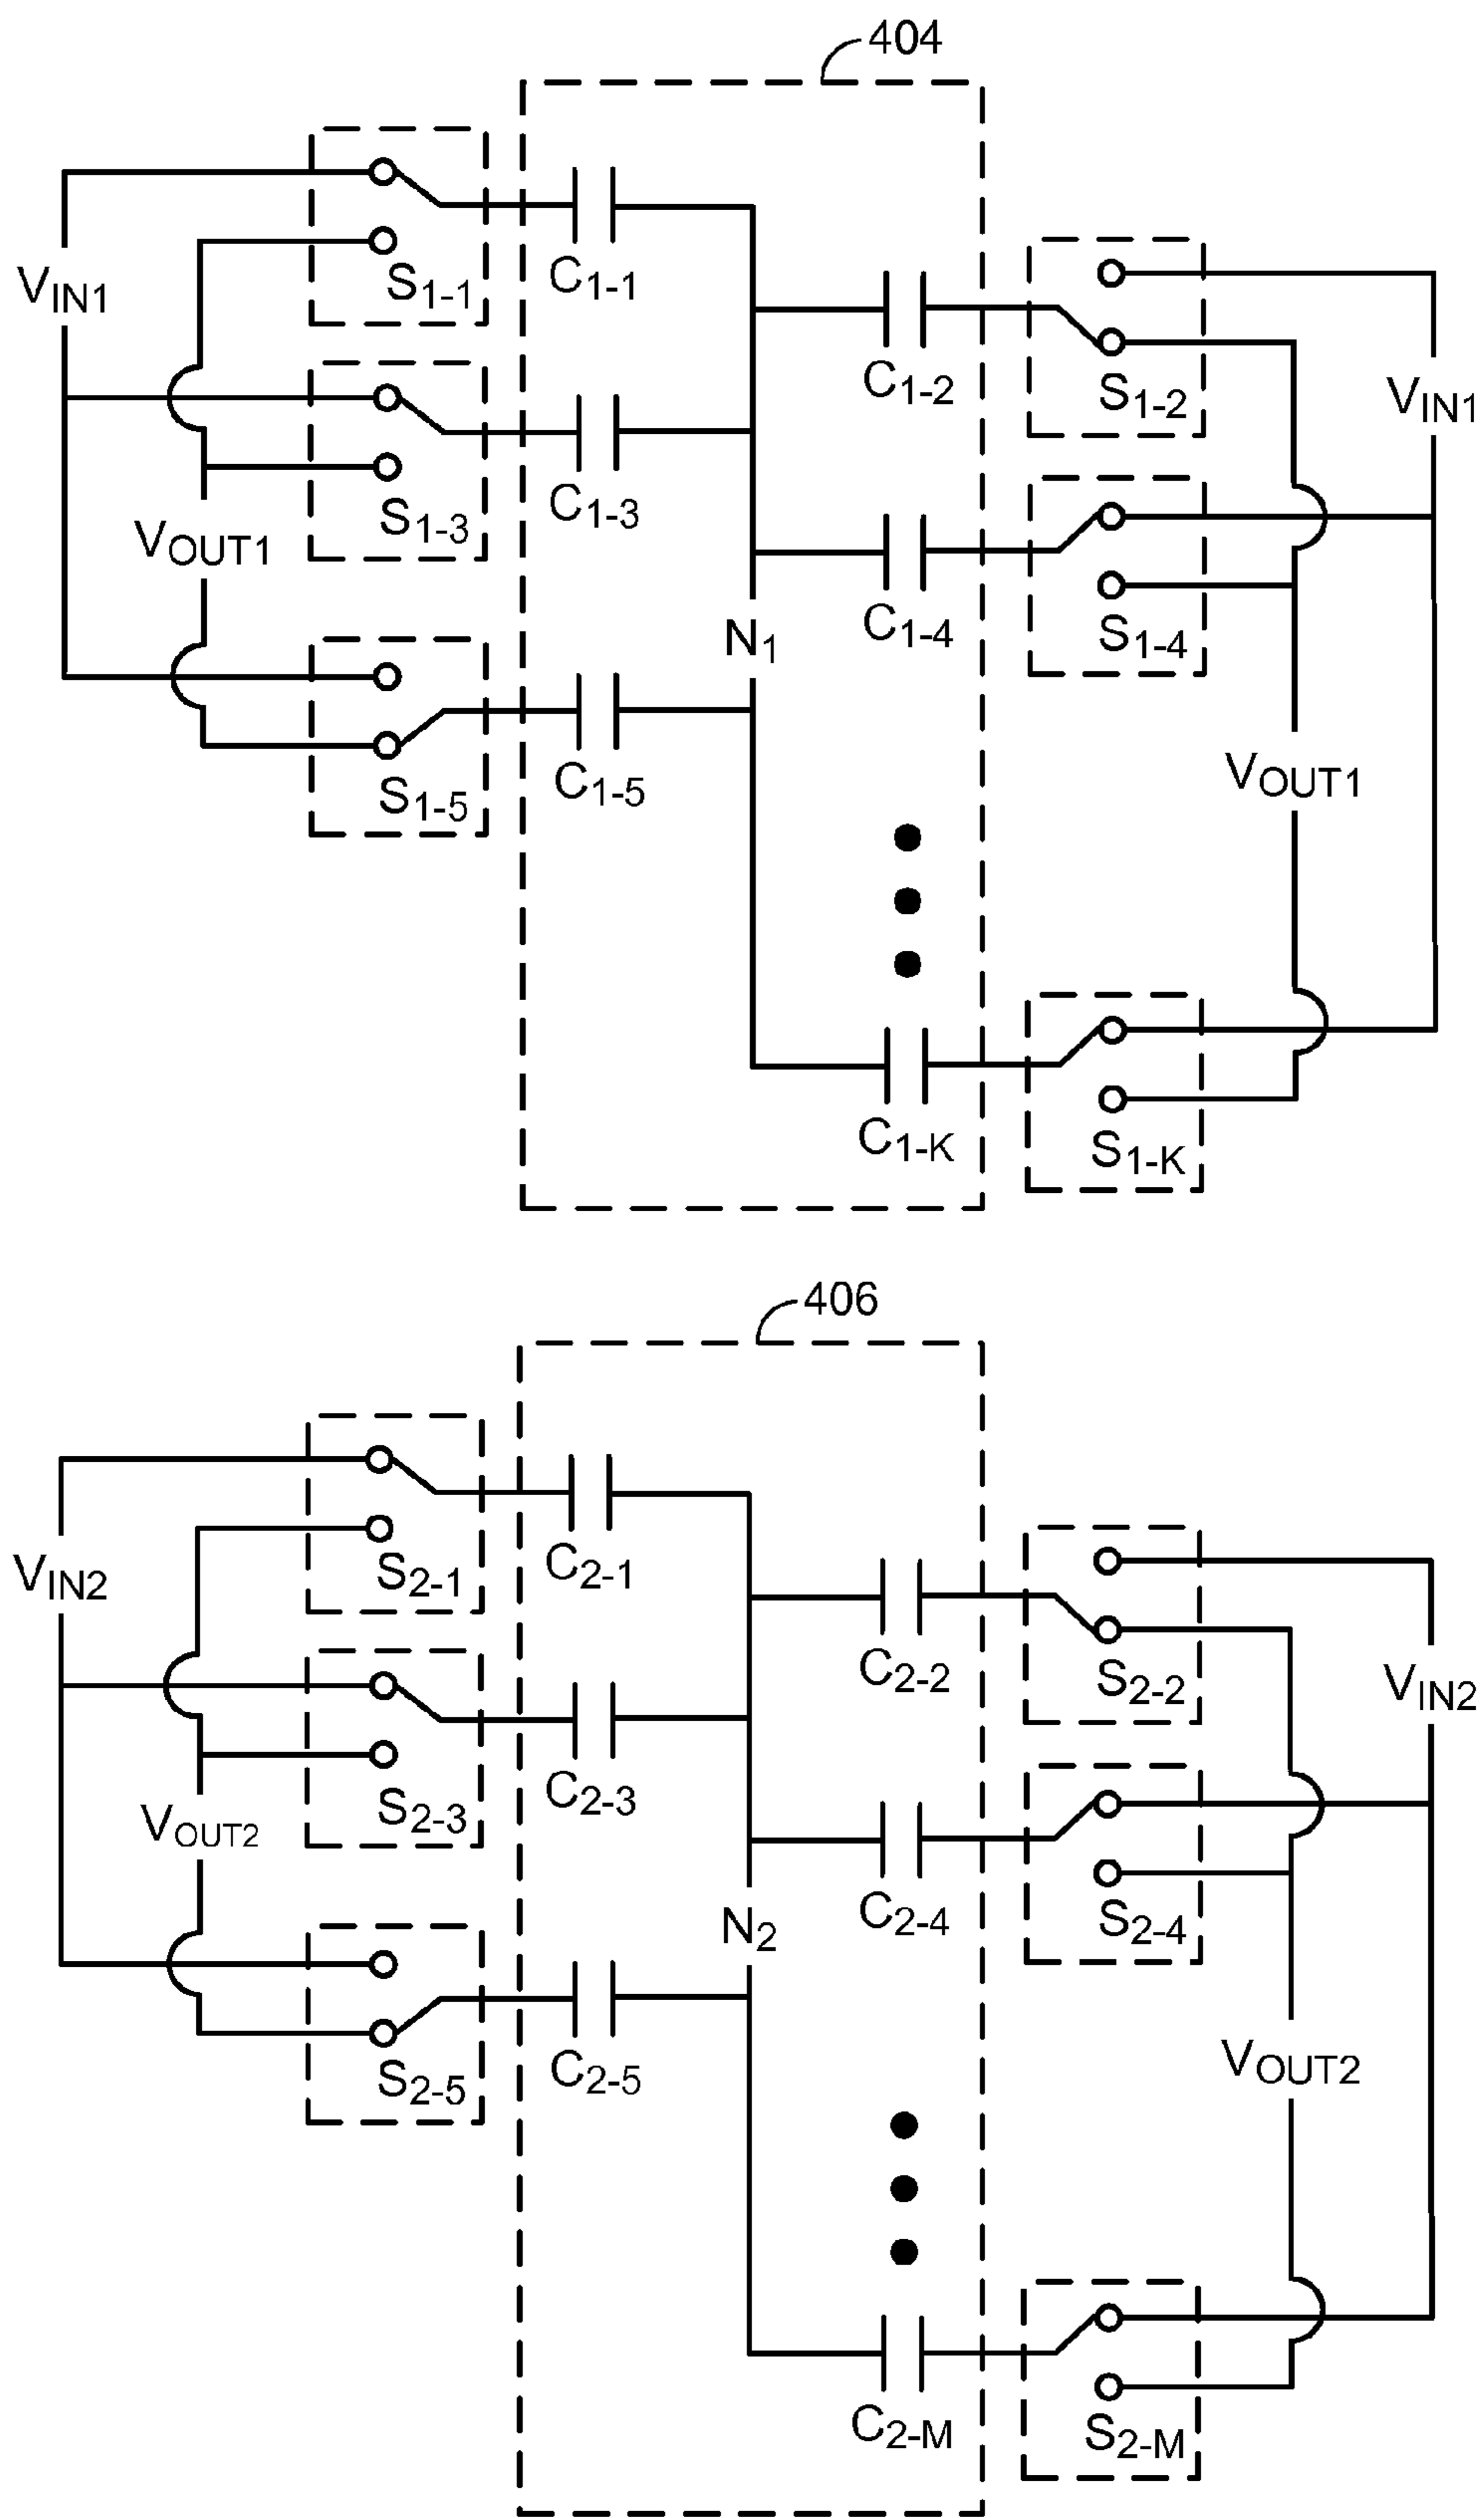 404
S1-1
C1-1
VIN1
C1-2
S1-2
VIN1
S1-3
C1-3
VOUT1
C1-4
S1-4
N1
S1-5
C1-5
VOUT1
C1-K
S1-K
406
S2-1
C2-1
VIN2
C2-2
S2-2
VIN2
S2-3
C2-3
VOUT2
C2-4
S2-4
N2
S2-5
C2-5
VOUT2
C2-M
S2-M